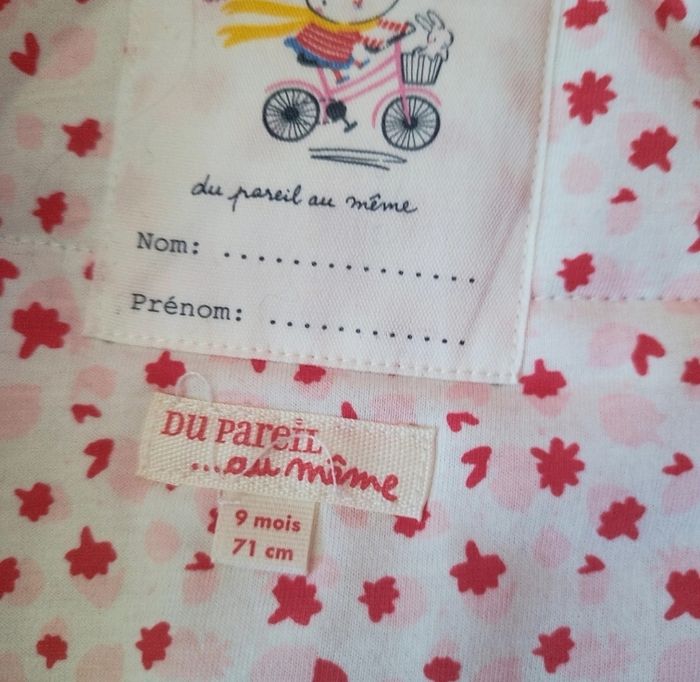 du pareil au même
Nom: ................
Prénom: ............
DU PAREIL
...au même
9 mois
71 cm